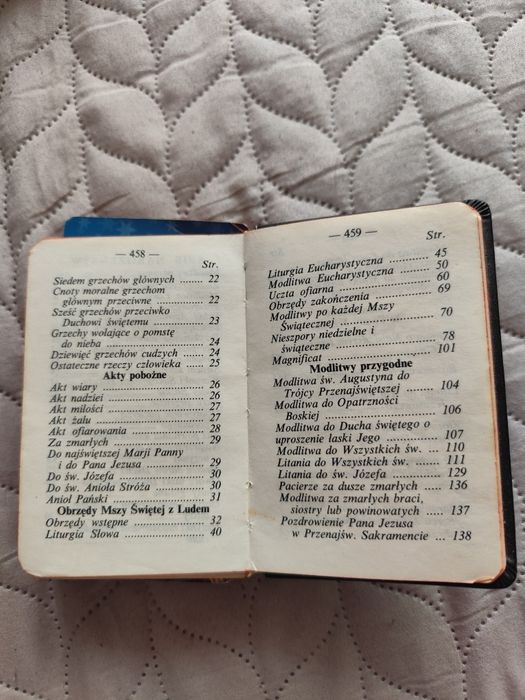 — 458 —
Str.
Siedem grzechów głównych ........ 22
Cnoty moralne grzechom
głównym przeciwne ............ 22
Sześć grzechów przeciwko
Duchowi świętemu ............ 23
Grzechy wołające o pomstę
do nieba ............ 24
Dziewięć grzechów cudzych ........ 24
Ostateczne rzeczy człowieka ........ 25
Akty pobożne
Akt wiary ............ 26
Akt nadziei ............ 26
Akt miłości ............ 27
Akt żalu ............ 27
Akt ofiarowania ............ 28
Za zmarłych ............ 29
Do najświętszej Marji Panny
i do Pana Jezusa ............ 29
Do św. Józefa ............ 30
Do św. Anioła Stróża ............ 30
Anioł Pański ............ 31
Obrzędy Mszy Świętej z Ludem
Obrzędy wstępne ............ 32
Liturgia Słowa ............ 40
— 459 —
Str.
Liturgia Eucharystyczna ............ 45
Modlitwa Eucharystyczna ............ 50
Uczta ofiarna ............ 60
Obrzędy zakończenia ............ 69
Modlitwy po każdej Mszy
Świątecznej ............ 70
Nieszpory niedzielne i
świąteczne ............ 78
Magnificat ............ 101
Modlitwy przygodne
Modlitwa św. Augustyna do
Trójcy Przenajświętszej ............ 104
Modlitwa do Opatrzności
Boskiej ............ 106
Modlitwa do Ducha świętego o
uproszenie łaski Jego ............ 107
Modlitwa do Wszystkich św. ... 110
Litania do Wszystkich św. ...... 111
Litania do św. Józefa ............ 129
Pacierze za dusze zmarłych ...... 136
Modlitwa za zmarłych braci,
siostry lub powinowatych ...... 137
Pozdrowienie Pana Jezusa
w Przenajśw. Sakramencie ... 138